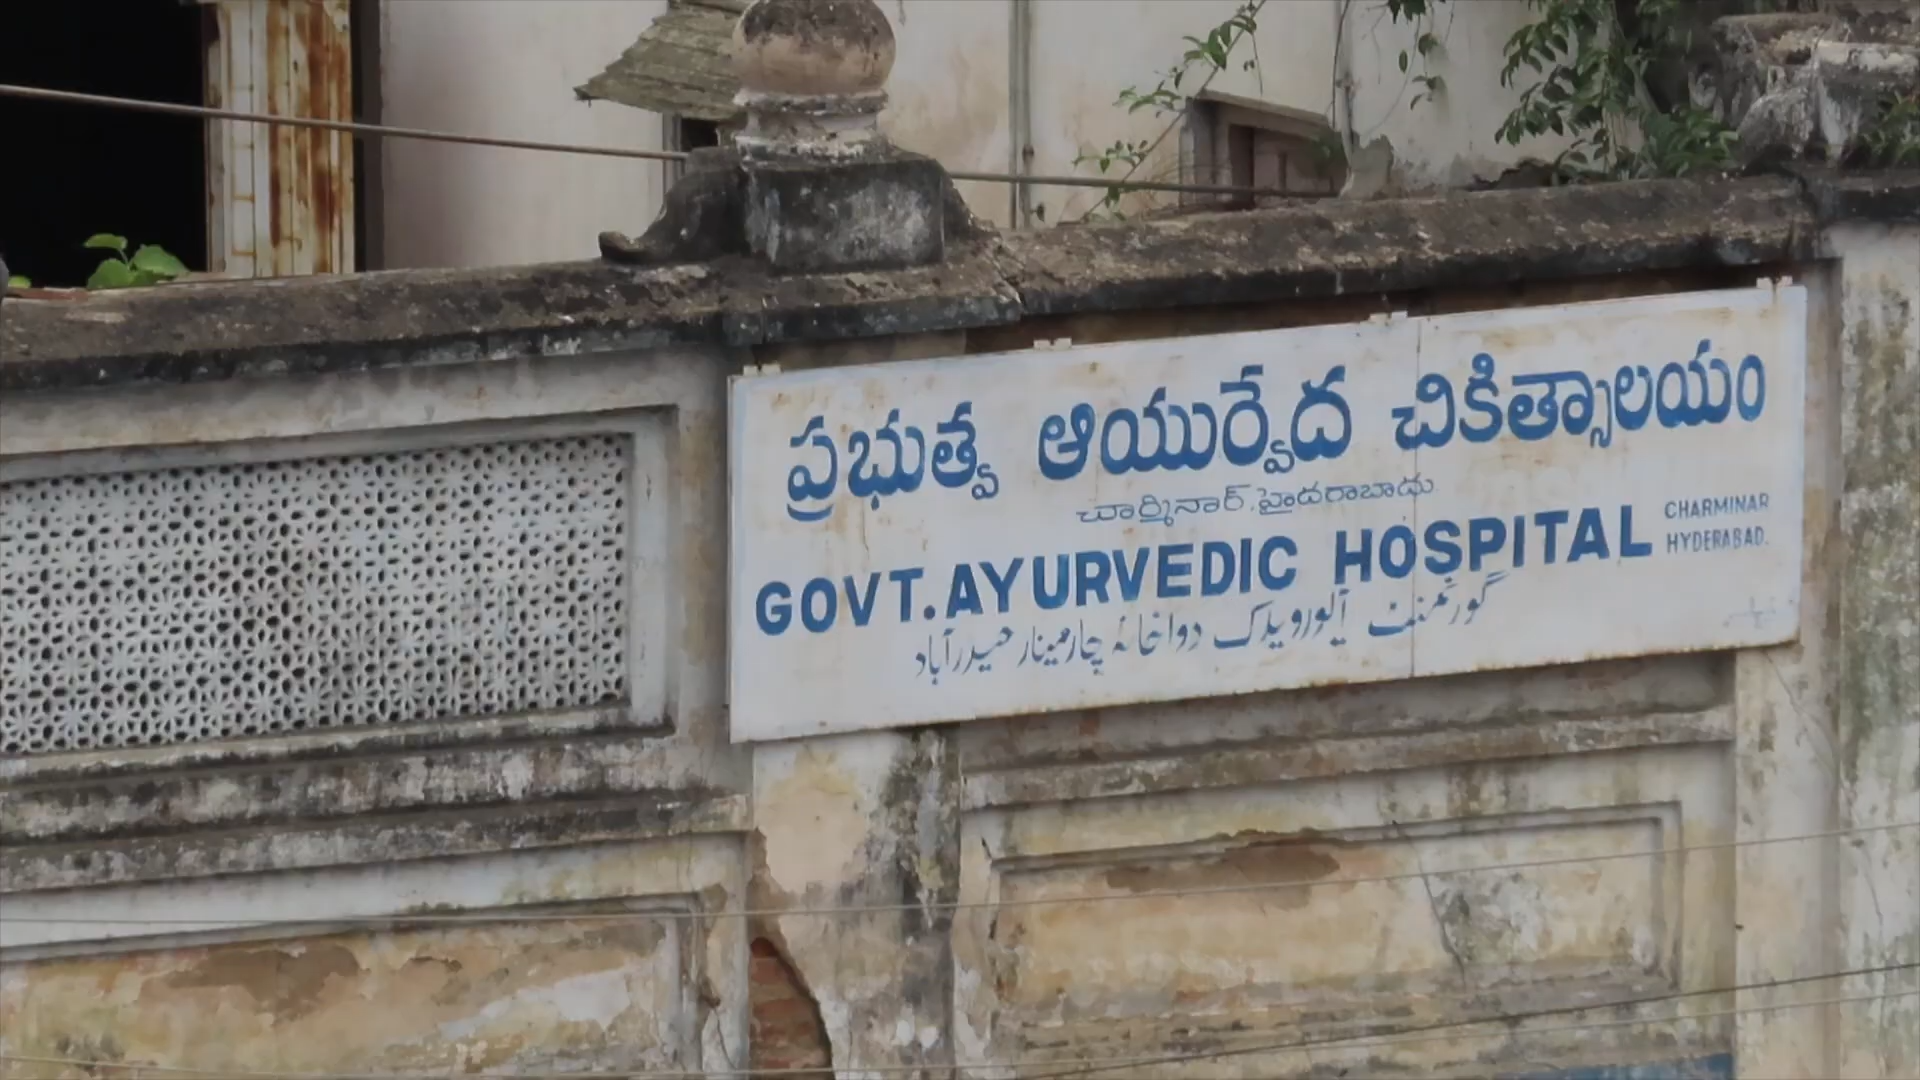 ప్రభుత్వ ఆయుర్వేద చికిత్సాలయం
చార్మినార్, హైదరాబాదు.
GOVT. AYURVEDIC HOSPITAL CHARMINAR HYDERABAD.
گورنمنٹ آیورویدک دواخانہ چارمینار حیدرآباد